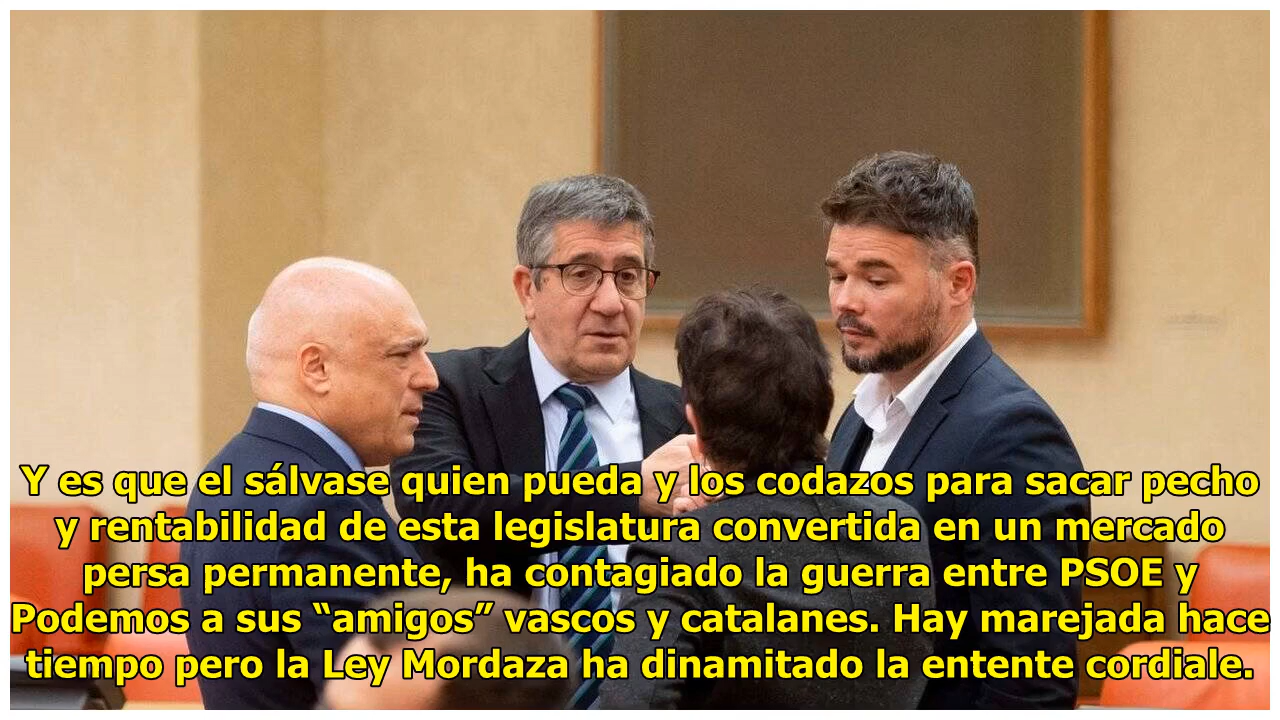 Y es que el sálvase quien pueda y los codazos para sacar pecho
y rentabilidad de esta legislatura convertida en un mercado
persa permanente, ha contagiado la guerra entre PSOE y
Podemos a sus “amigos” vascos y catalanes. Hay marejada hace
tiempo pero la Ley Mordaza ha dinamitado la entente cordiale.